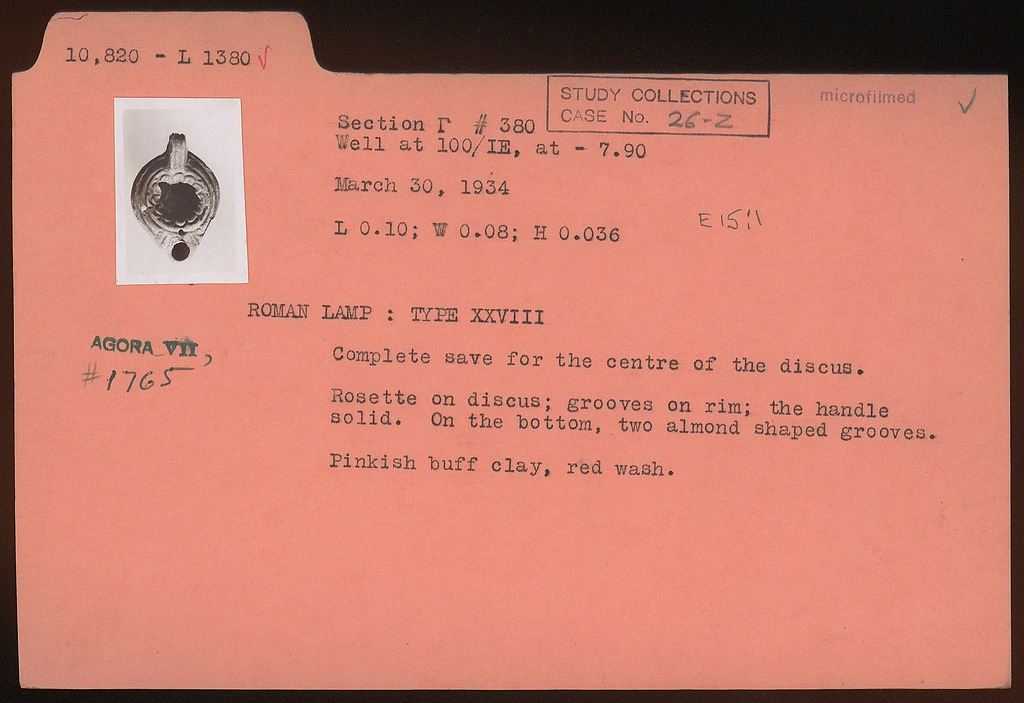 10,820 - L 1380 √
STUDY COLLECTIONS
CASE No. 26-Z
microfilmed ✓
Section Γ # 380
Well at 100/IE, at - 7.90
March 30, 1934
L 0.10; W 0.08; H 0.036
E 15:1
ROMAN LAMP : TYPE XXVIII
AGORA VII,
#1765
Complete save for the centre of the discus.
Rosette on discus; grooves on rim; the handle
solid. On the bottom, two almond shaped grooves.
Pinkish buff clay, red wash.